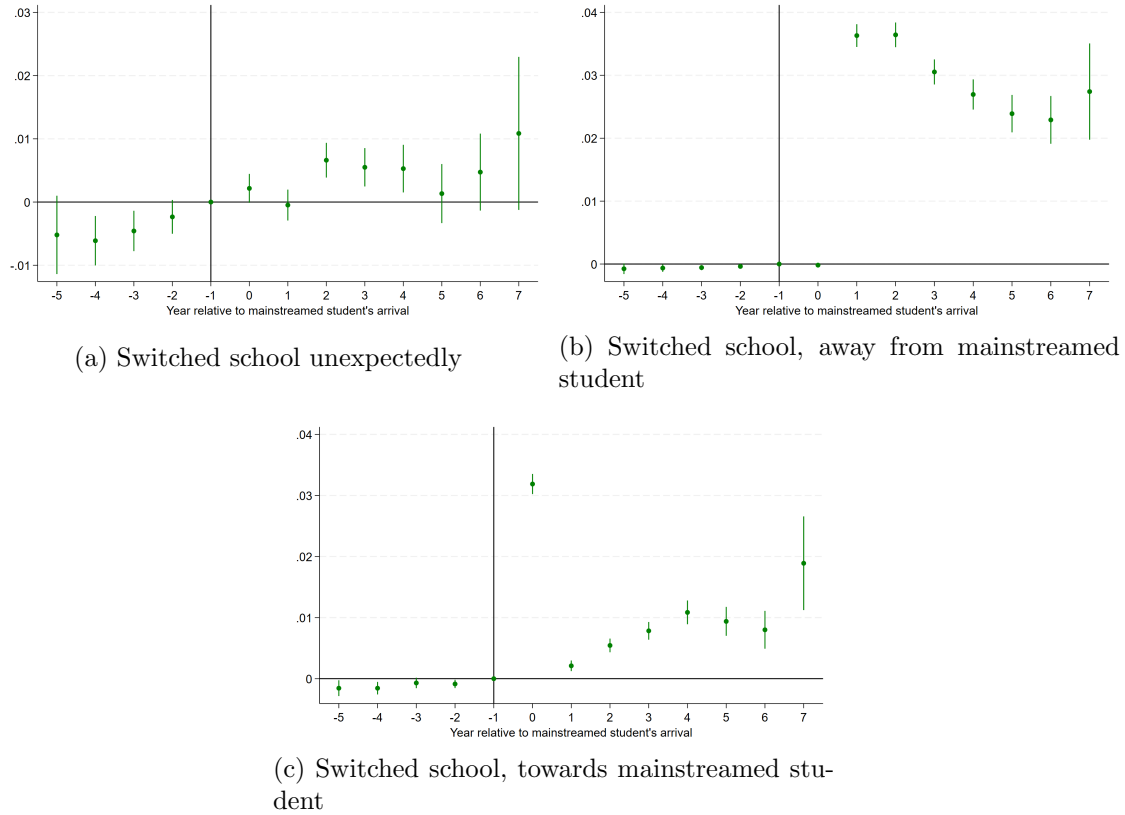 .03
.02
.01
0
-.01
-5 -4 -3 -2 -1 0 1 2 3 4 5 6 7
Year relative to mainstreamed student's arrival
(a) Switched school unexpectedly
.04
.03
.02
.01
0
-5 -4 -3 -2 -1 0 1 2 3 4 5 6 7
Year relative to mainstreamed student's arrival
(b) Switched school, away from mainstreamed
student
.04
.03
.02
.01
0
-5 -4 -3 -2 -1 0 1 2 3 4 5 6 7
Year relative to mainstreamed student's arrival
(c) Switched school, towards mainstreamed stu-
dent